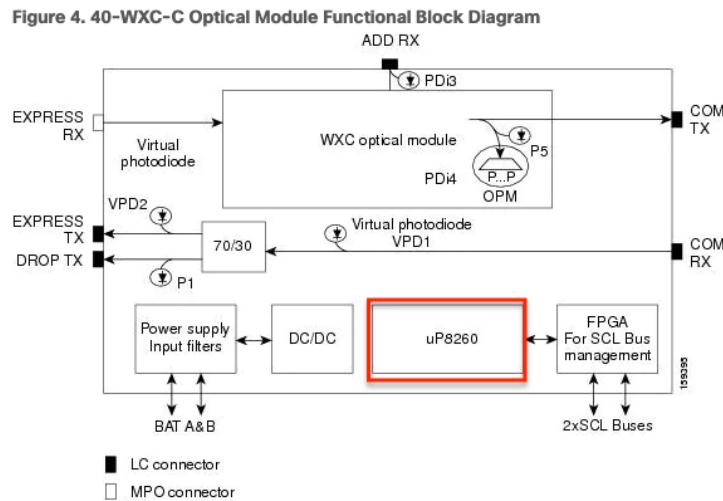 Figure 4. 40-WXC-C Optical Module Functional Block Diagram
ADD RX
PDi3
EXPRESS
RX
COM
TX
Virtual
photodiode
WXC optical module
P5
PDi4
P...P
OPM
VPD2
EXPRESS
TX
Virtual photodiode
VPD1
70/30
DROP TX
COM
RX
P1
Power supply
Input filters
DC/DC
uP8260
FPGA
For SCL Bus
management
159395
BAT A&B
2xSCL Buses
LC connector
MPO connector